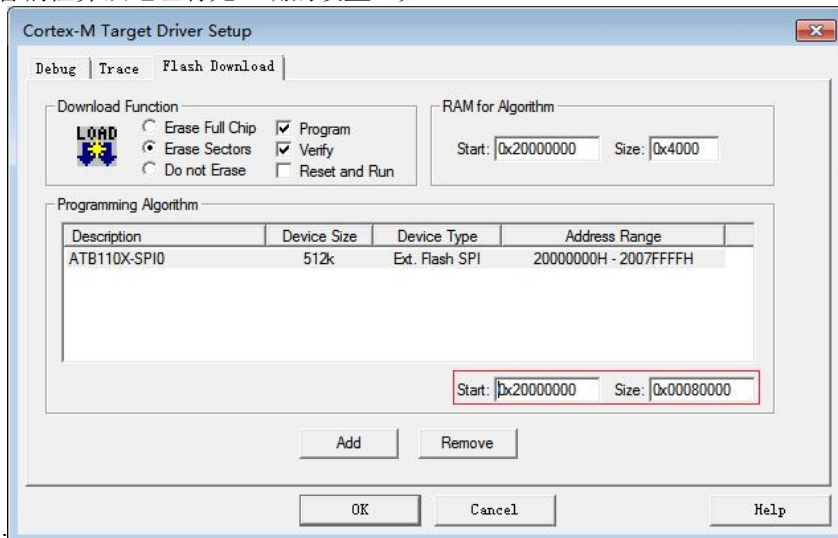 Cortex-M Target Driver Setup
Debug Trace Flash Download
Download Function
LOAD
Erase Full Chip
Erase Sectors
Do not Erase
Program
Verify
Reset and Run
RAM for Algorithm
Start: 0x20000000 Size: 0x4000
Programming Algorithm
Description Device Size Device Type Address Range
ATB110X-SPI0 512k Ext. Flash SPI 20000000H - 2007FFFFH
Start: 0x20000000 Size: 0x00080000
Add Remove
OK Cancel Help